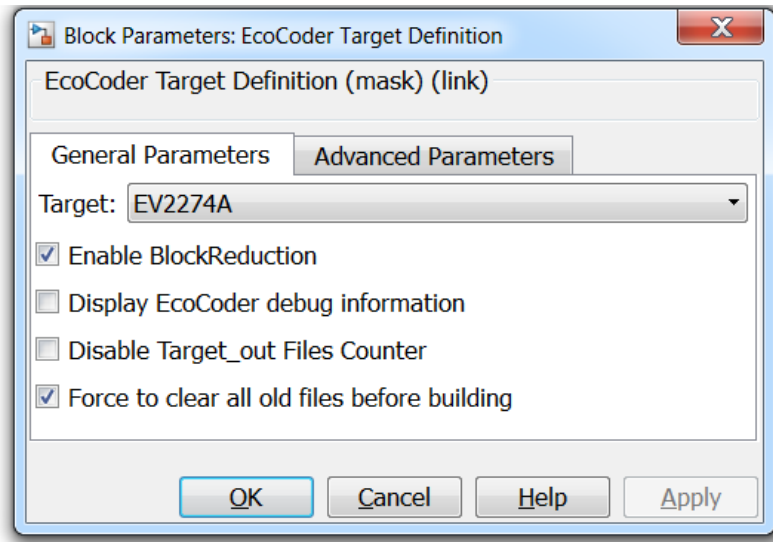 Block Parameters: EcoCoder Target Definition
EcoCoder Target Definition (mask) (link)
General Parameters Advanced Parameters
Target: EV2274A
Enable BlockReduction
Display EcoCoder debug information
Disable Target_out Files Counter
Force to clear all old files before building
OK Cancel Help Apply